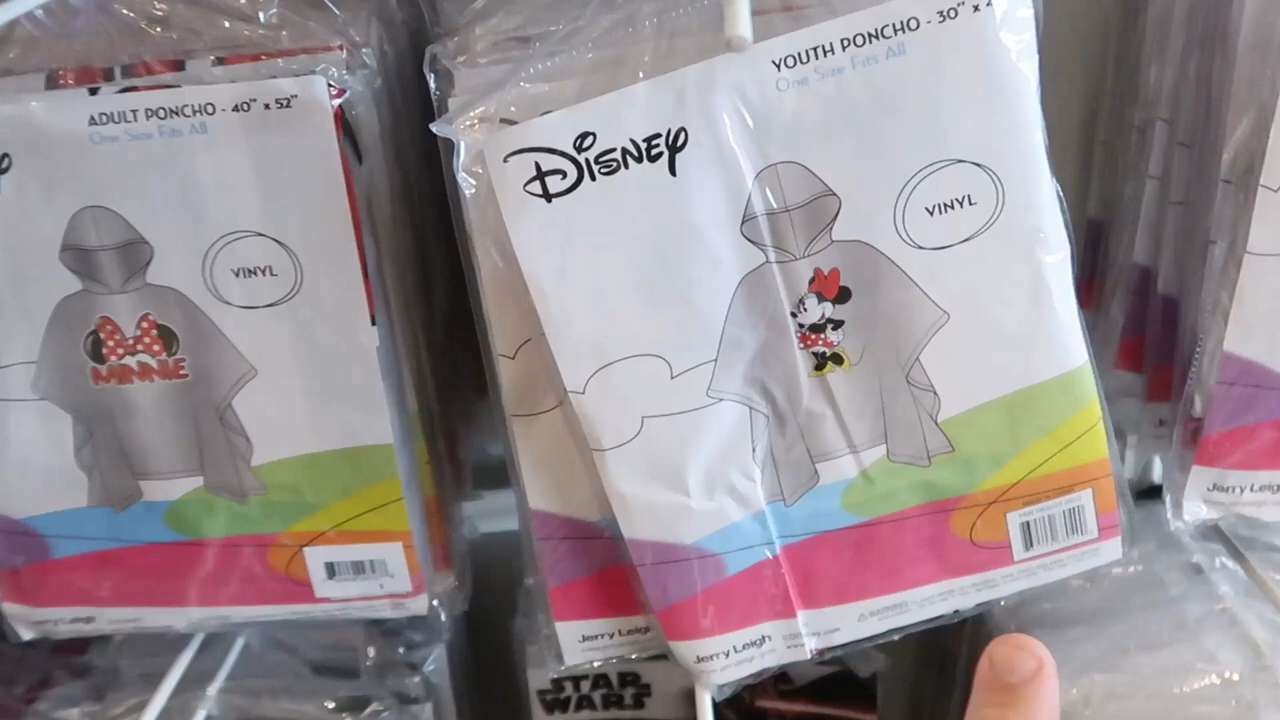 ADULT PONCHO - 40" x 52"
One Size Fits All
VINYL
MINNIE
YOUTH PONCHO - 30" x
One Size Fits All
DISNEY
VINYL
Jerry Leigh
WARNING
Jerry Leigh
STAR
WARS
Jerry Leigh